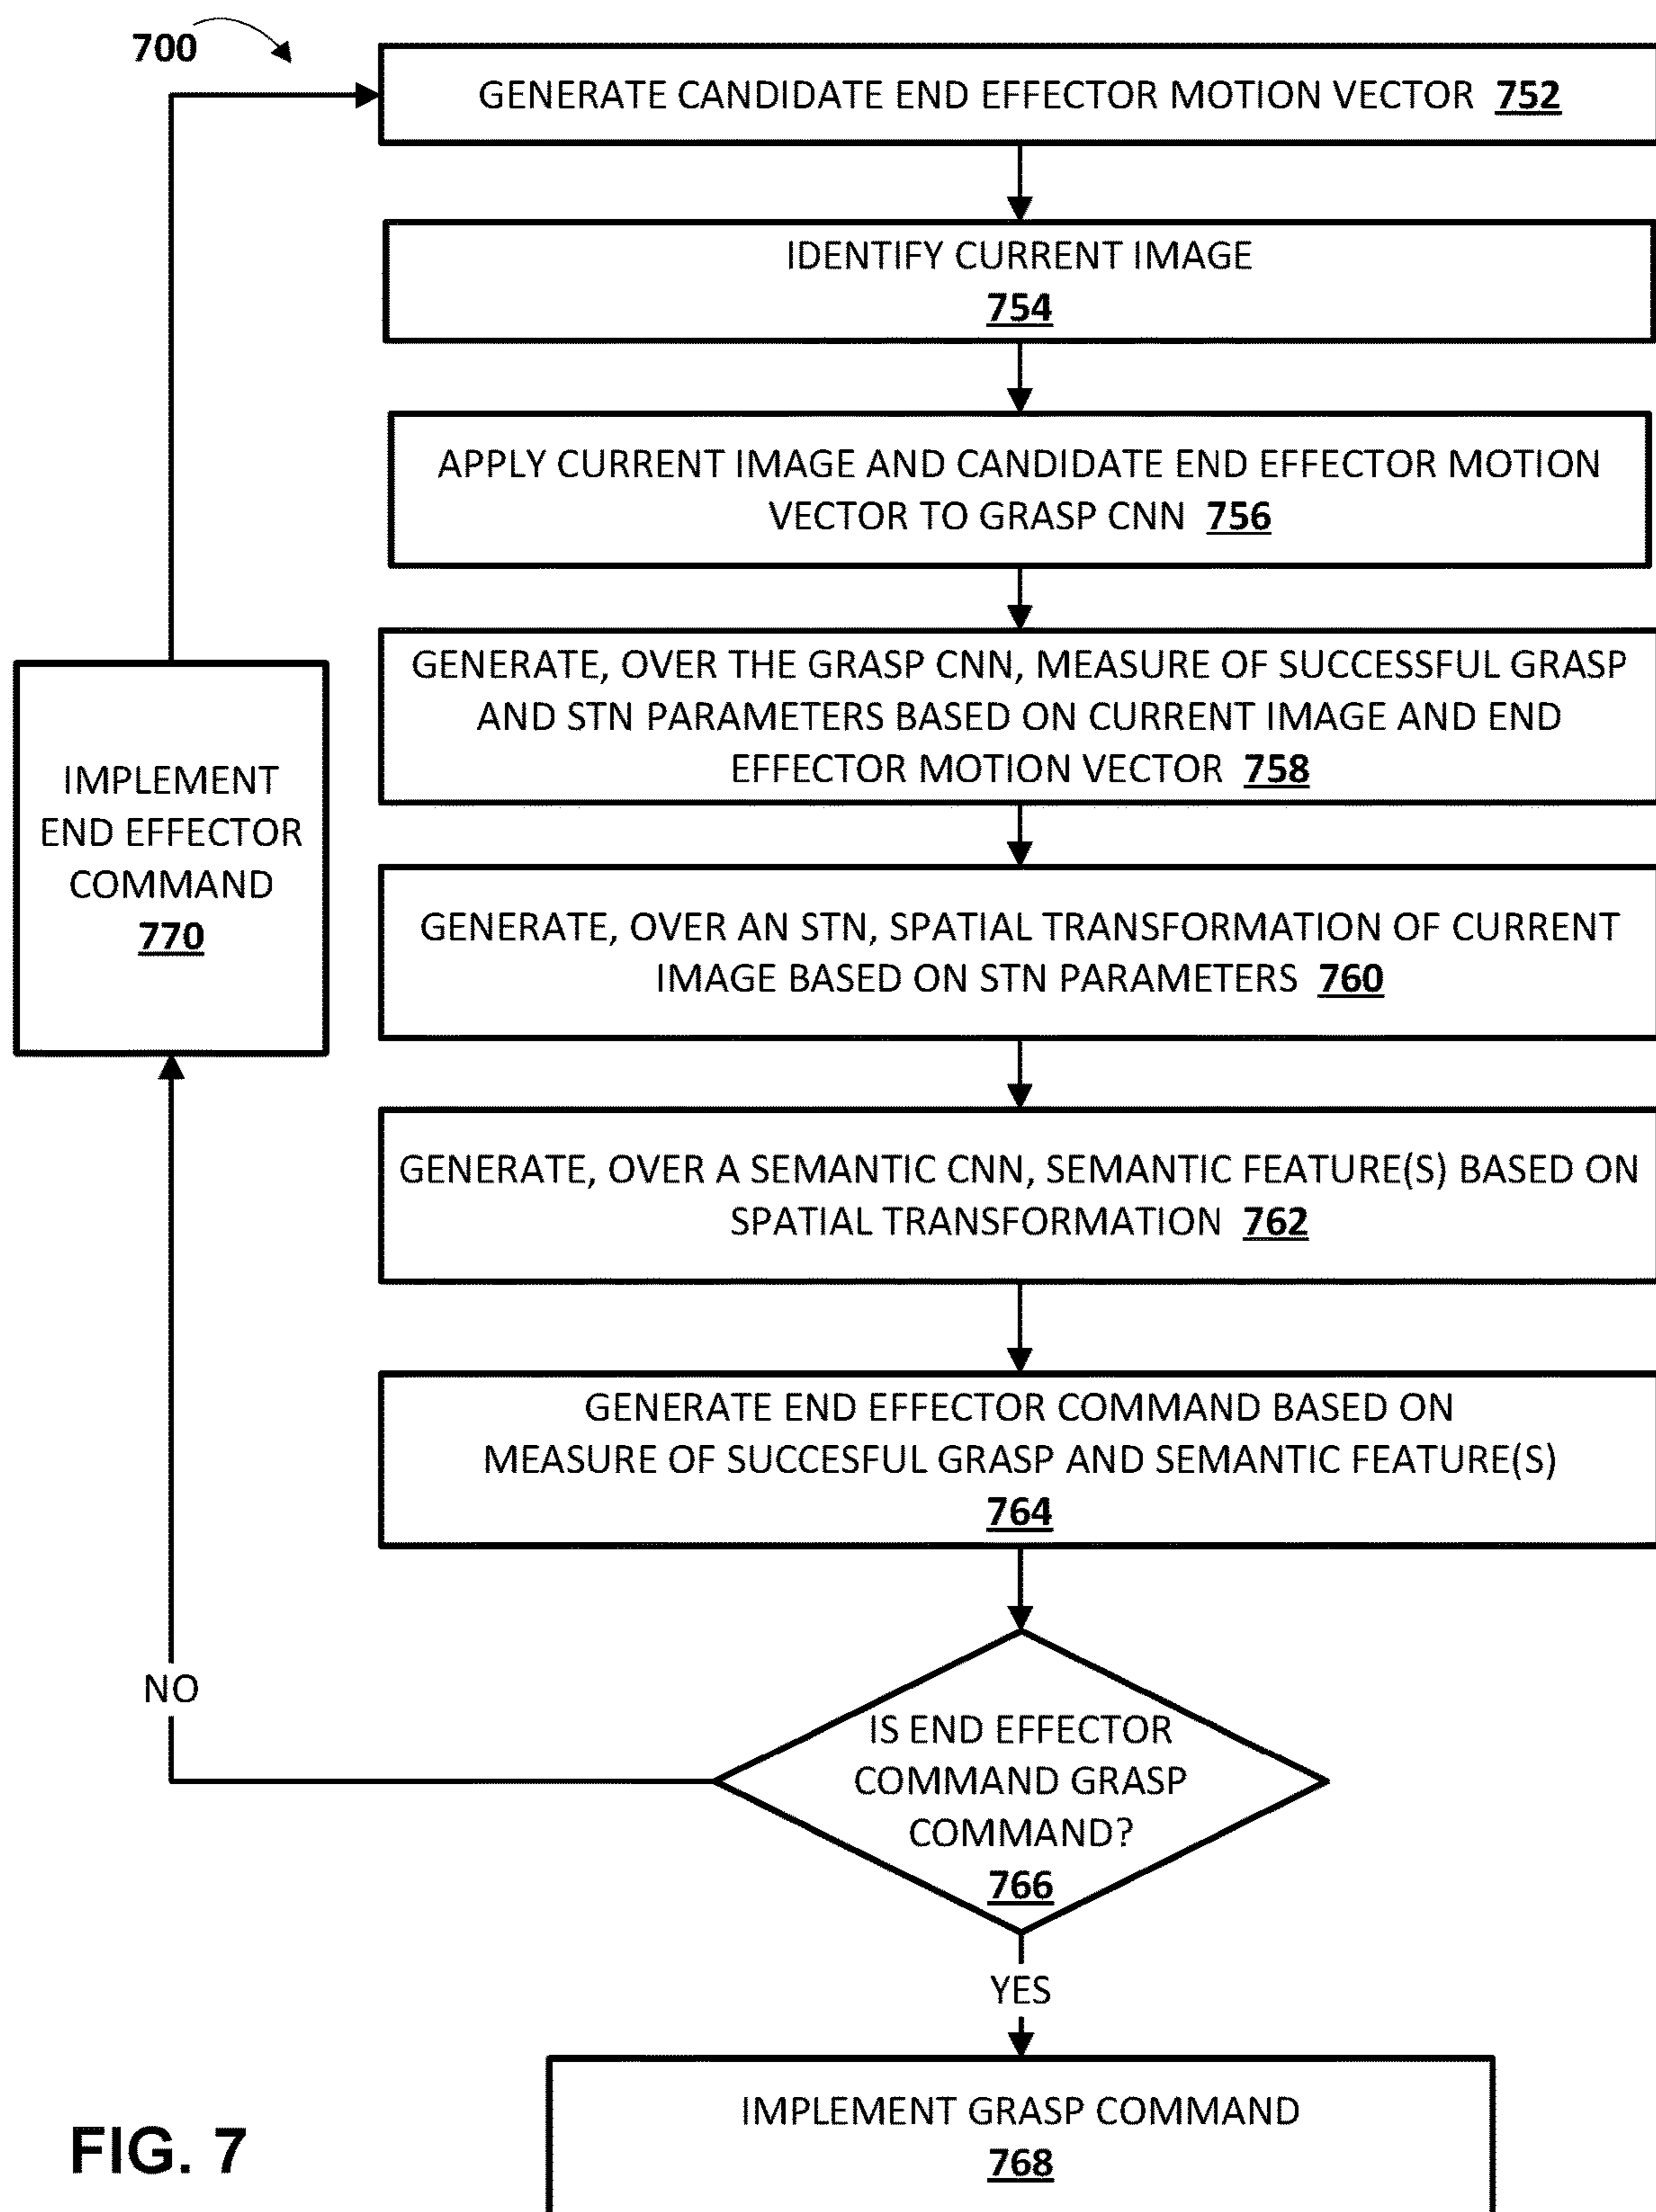 700
GENERATE CANDIDATE END EFFECTOR MOTION VECTOR 752
IDENTIFY CURRENT IMAGE
754
APPLY CURRENT IMAGE AND CANDIDATE END EFFECTOR MOTION
VECTOR TO GRASP CNN 756
GENERATE, OVER THE GRASP CNN, MEASURE OF SUCCESSFUL GRASP
AND STN PARAMETERS BASED ON CURRENT IMAGE AND END
EFFECTOR MOTION VECTOR 758
IMPLEMENT
END EFFECTOR
COMMAND
770
GENERATE, OVER AN STN, SPATIAL TRANSFORMATION OF CURRENT
IMAGE BASED ON STN PARAMETERS 760
GENERATE, OVER A SEMANTIC CNN, SEMANTIC FEATURE(S) BASED ON
SPATIAL TRANSFORMATION 762
GENERATE END EFFECTOR COMMAND BASED ON
MEASURE OF SUCCESFUL GRASP AND SEMANTIC FEATURE(S)
764
NO
IS END EFFECTOR
COMMAND GRASP
COMMAND?
766
YES
IMPLEMENT GRASP COMMAND
768
FIG. 7